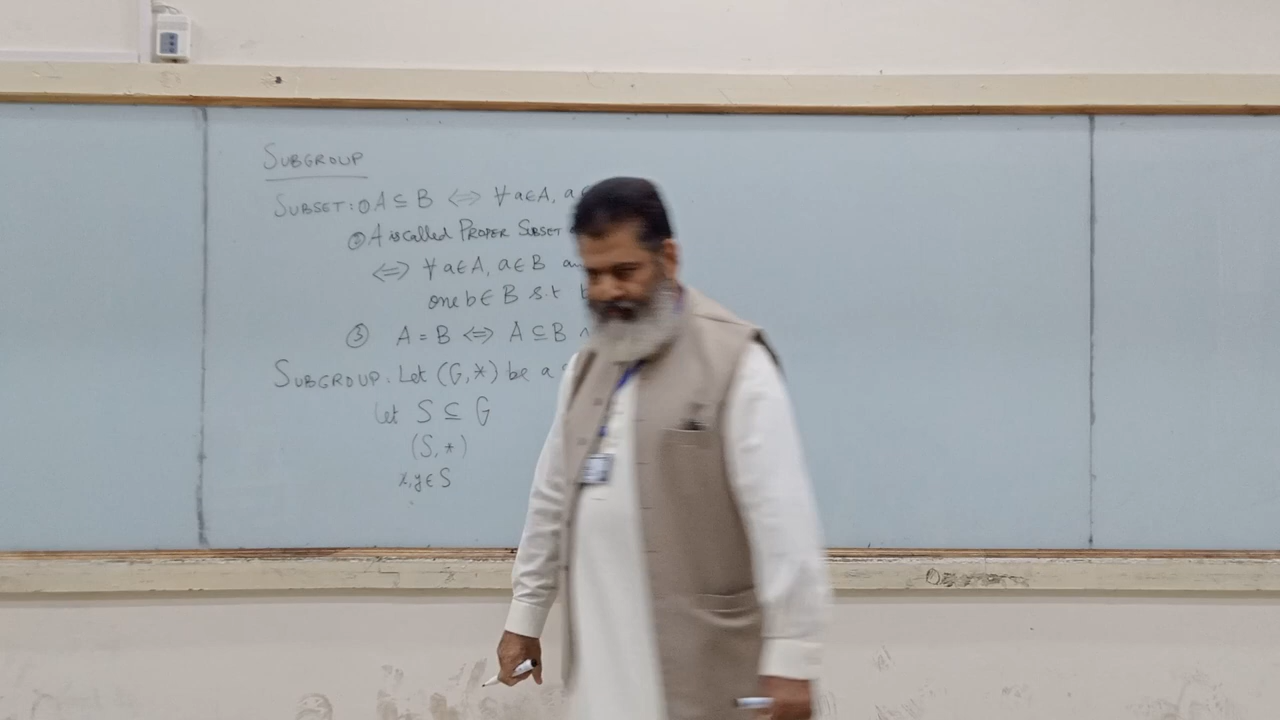 SUBGROUP
SUBSET: ① A ⊆ B ⟺ ∀ a∈A, a∈
② A is called PROPER SUBSET
⟺ ∀ a∈A, a∈B
one b∈B s.t b
③ A = B ⟺ A ⊆ B ∧
SUBGROUP: Let (G,*) be a
let S ⊆ G
(S,*)
x,y∈S